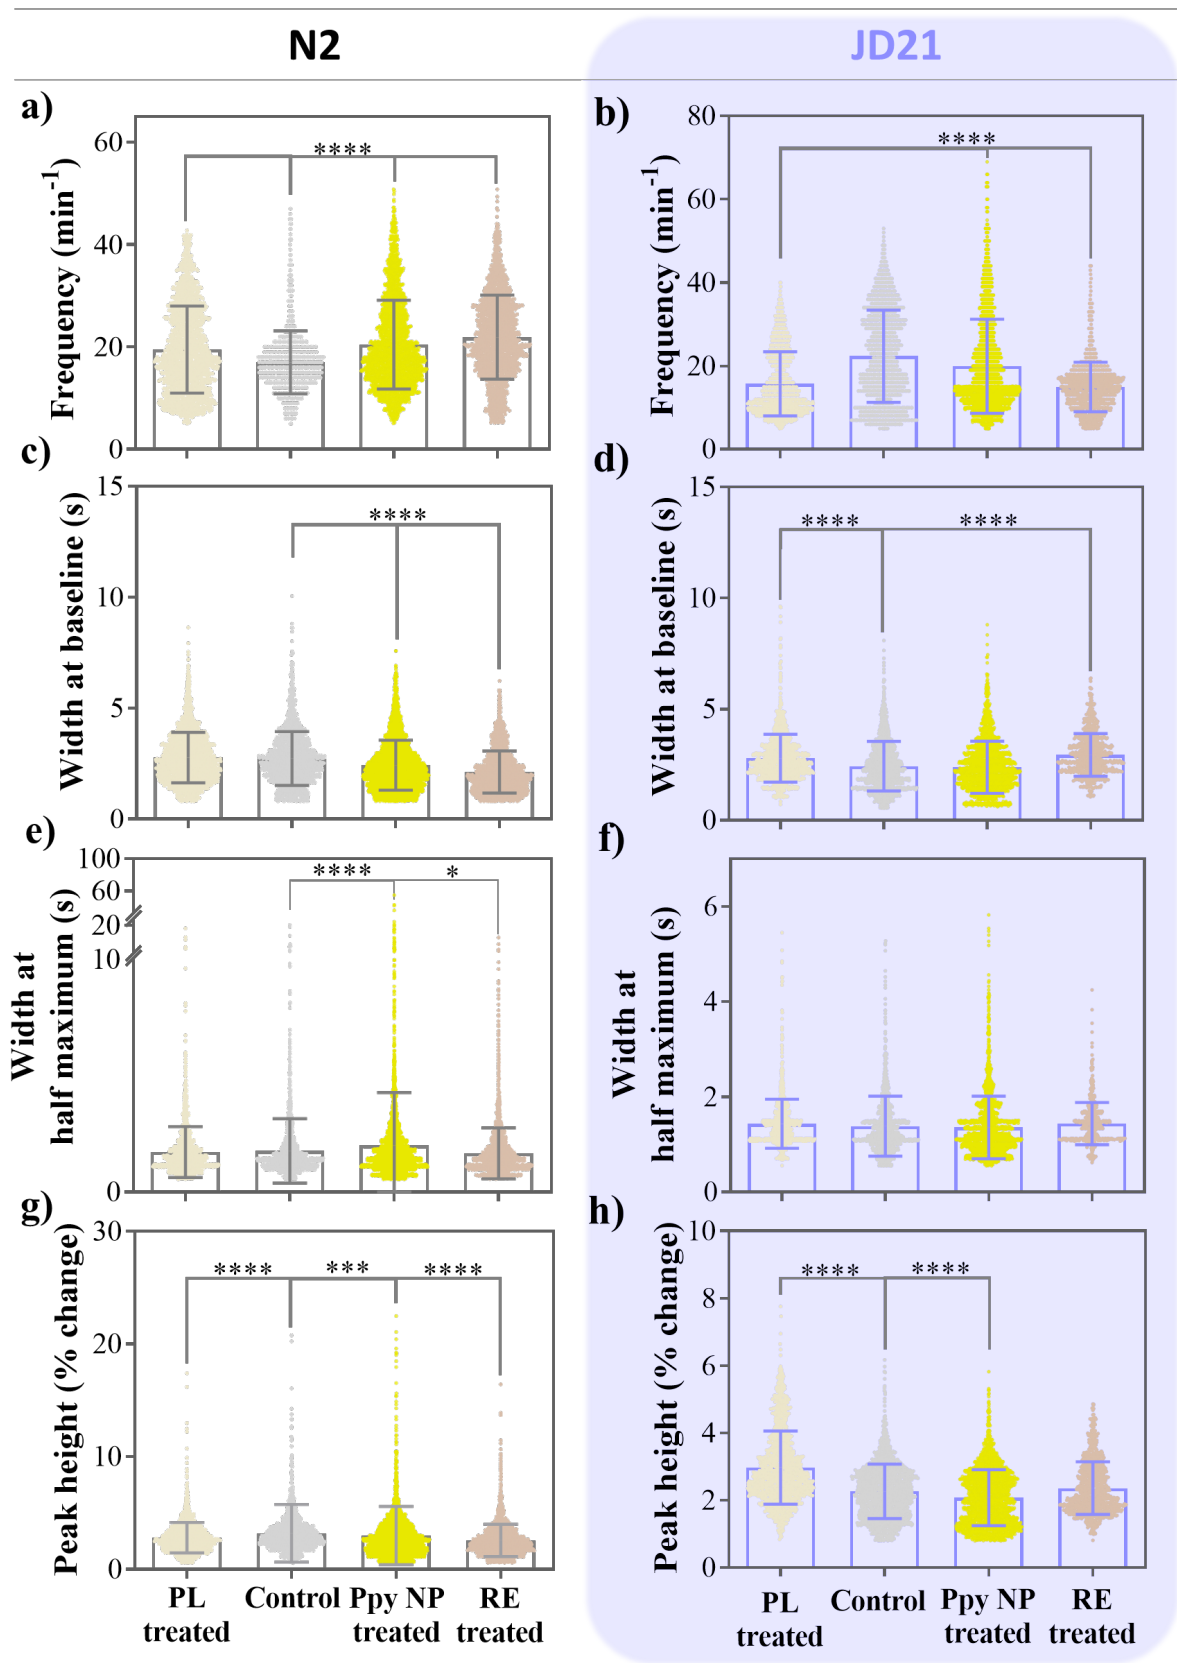 N2
JD21
a)
Frequency (min-1)
60
40
20
0
****
b)
Frequency (min-1)
80
60
40
20
0
****
c)
Width at baseline (s)
15
10
5
0
****
d)
Width at baseline (s)
15
10
5
0
****
****
e)
Width at
half maximum (s)
100
60
20
10
0
****
*
f)
Width at
half maximum (s)
6
4
2
0
g)
Peak height (% change)
30
20
10
0
****
***
****
h)
Peak height (% change)
10
8
6
4
2
0
****
****
PL
treated
Control
Ppy NP
treated
RE
treated
PL
treated
Control
Ppy NP
treated
RE
treated